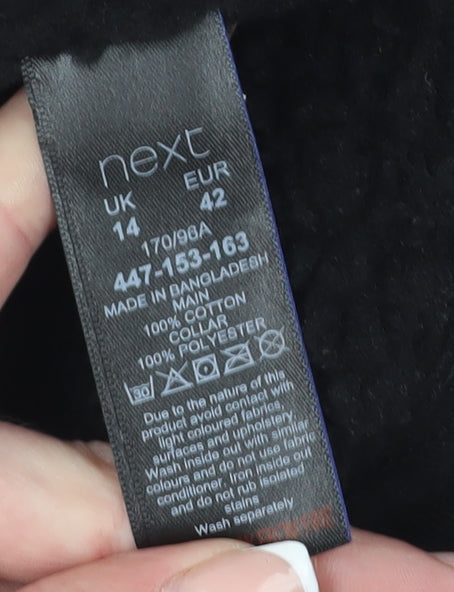 next
UK EUR
14 42
170/98A
447-153-163
MADE IN BANGLADESH
MAIN
100% COTTON
COLLAR
100% POLYESTER
30
Due to the nature of this
product avoid contact with
light coloured fabrics,
surfaces and upholstery.
Wash inside out with similar
colours and do not use fabric
conditioner. Iron inside out
and do not rub isolated
stains
Wash separately